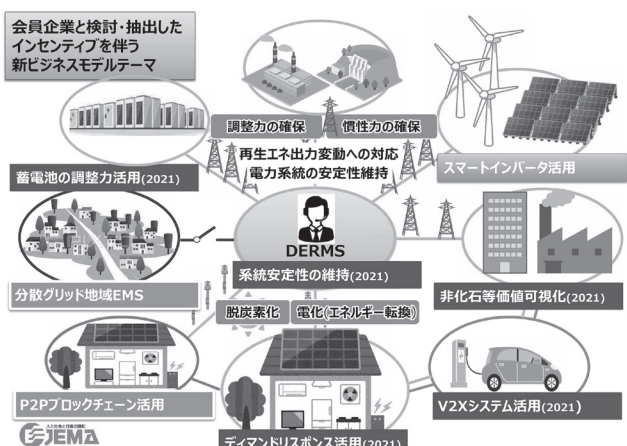 会員企業と検討・抽出した
インセンティブを伴う
新ビジネスモデルテーマ
調整力の確保
慣性力の確保
再生エネ出力変動への対応
電力系統の安定性維持
蓄電池の調整力活用(2021)
スマートインバータ活用
DERMS
系統安定性の維持(2021)
分散グリッド地域EMS
非化石等価値可視化(2021)
脱炭素化
電化(エネルギー転換)
P2Pブロックチェーン活用
V2Xシステム活用(2021)
ディマンドリスポンス活用(2021)
JEMA